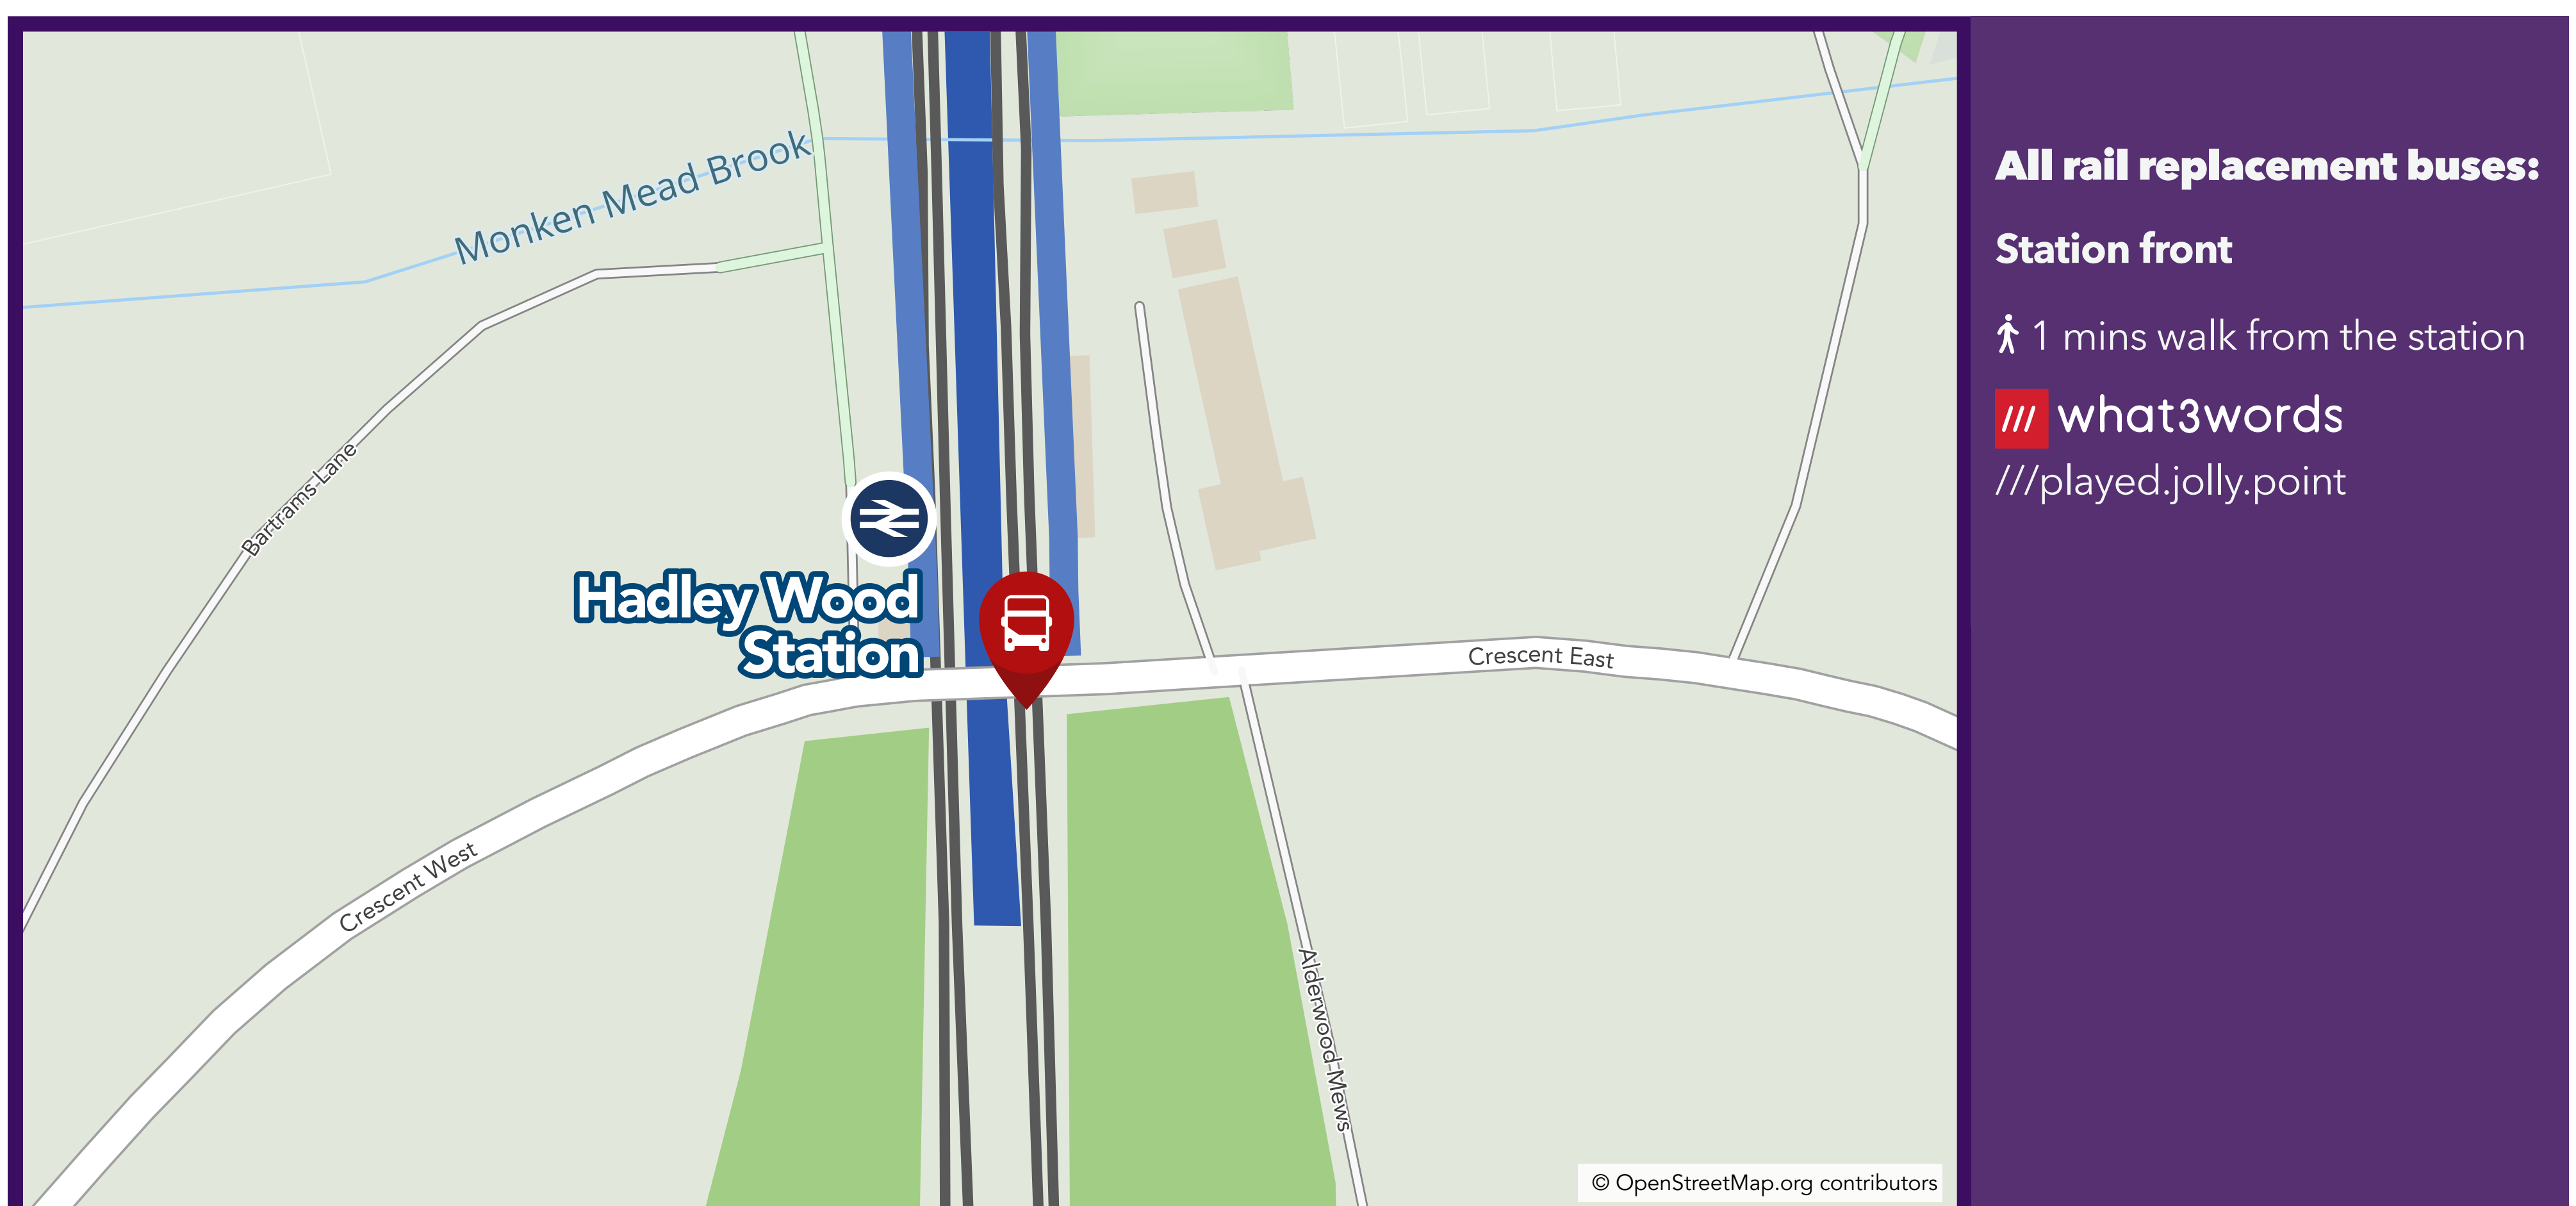 Monken Mead Brook
Bartrams Lane
Hadley Wood
Station
Crescent East
Crescent West
Alderwood Mews
© OpenStreetMap.org contributors
All rail replacement buses:
Station front
1 mins walk from the station
what3words
///played.jolly.point